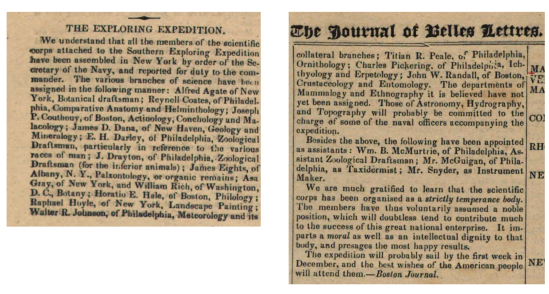 THE EXPLORING EXPEDITION.
We understand that all the members of the scientific
corps attached to the Southern Exploring Expedition
have been assembled in New York by order of the Se-
cretary of the Navy, and reported for duty to the com-
mander. The various branches of science have been
assigned in the following manner: Alfred Agate of New
York, Botanical draftsman; Reynell Coates, of Philadel-
phia, Comparative Anatomy and Helminthology; Joseph
P. Couthouy, of Boston, Actinology, Conchology and Ma-
lacology; James D. Dana, of New Haven, Geology and
Mineralogy; E. H. Darley, of Philadelphia, Zoological
Draftsman, particularly in reference to the various
races of man; J. Drayton, of Philadelphia, Zoological
Draftsman (for the inferior animals); James Eights, of
Albany, N. Y., Palæontology, or organic remains; Asa
Gray, of New York, and William Rich, of Washington,
D. C., Botany; Horatio E. Hale, of Boston, Philology;
Raphael Hoyle, of New York, Landscape Painting;
Walter R. Johnson, of Philadelphia, Meteorology and its
The Journal of Belles Lettres.
collateral branches; Titian R. Peale, of Philadelphia,
Ornithology; Charles Pickering, of Philadelphia, Ich-
thyology and Erpetology; John W. Randall, of Boston,
Crustaceology and Entomology. The departments of
Mammology and Ethnography it is believed have not
yet been assigned. Those of Astronomy, Hydrography,
and Topography will probably be committed to the
charge of some of the naval officers accompanying the
expedition.
Besides the above, the following have been appointed
as assistants: Wm. B. McMurtrie, of Philadelphia, As-
sistant Zoological Draftsman; Mr. McGuigan, of Phila-
delphia, as Taxidermist; Mr. Snyder, as Instrument
Maker.
We are much gratified to learn that the scientific
corps has been organised as a strictly temperance body.
The members have thus voluntarily assumed a noble
position, which will doubtless tend to contribute much
to the success of this great national enterprise. It im-
parts a moral as well as an intellectual dignity to that
body, and presages the most happy results.
The expedition will probably sail by the first week in
December, and the best wishes of the American people
will attend them.—Boston Journal.
MA
MA
COI
RH
NE
NEV